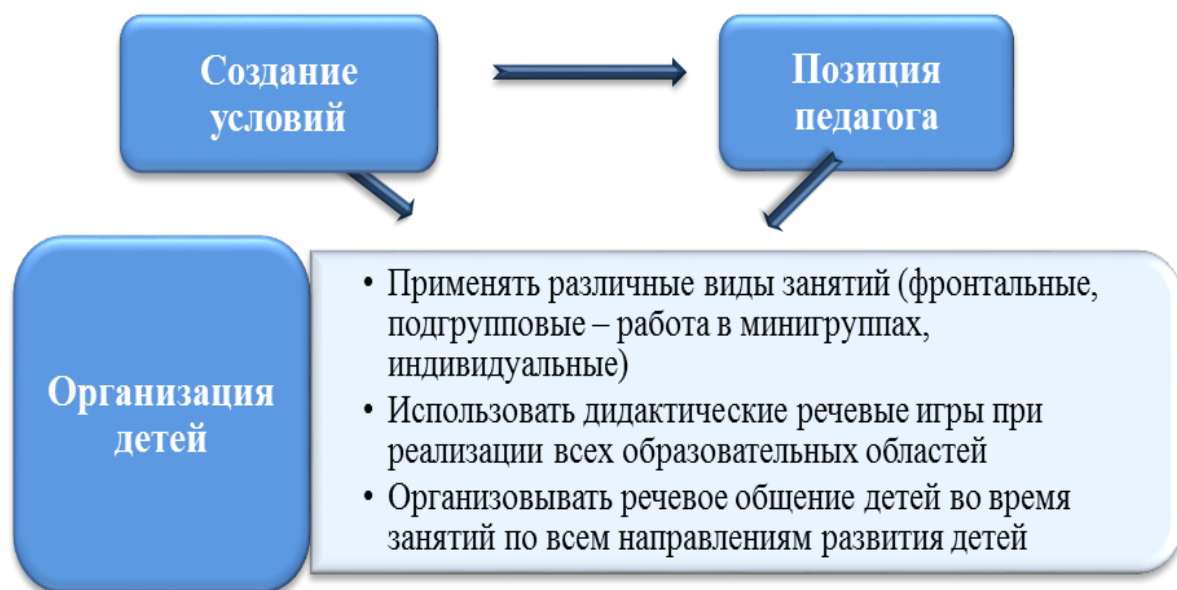 Создание
условий
Позиция
педагога
Организация
детей
• Применять различные виды занятий (фронтальные,
подгрупповые – работа в минигруппах,
индивидуальные)
• Использовать дидактические речевые игры при
реализации всех образовательных областей
• Организовывать речевое общение детей во время
занятий по всем направлениям развития детей